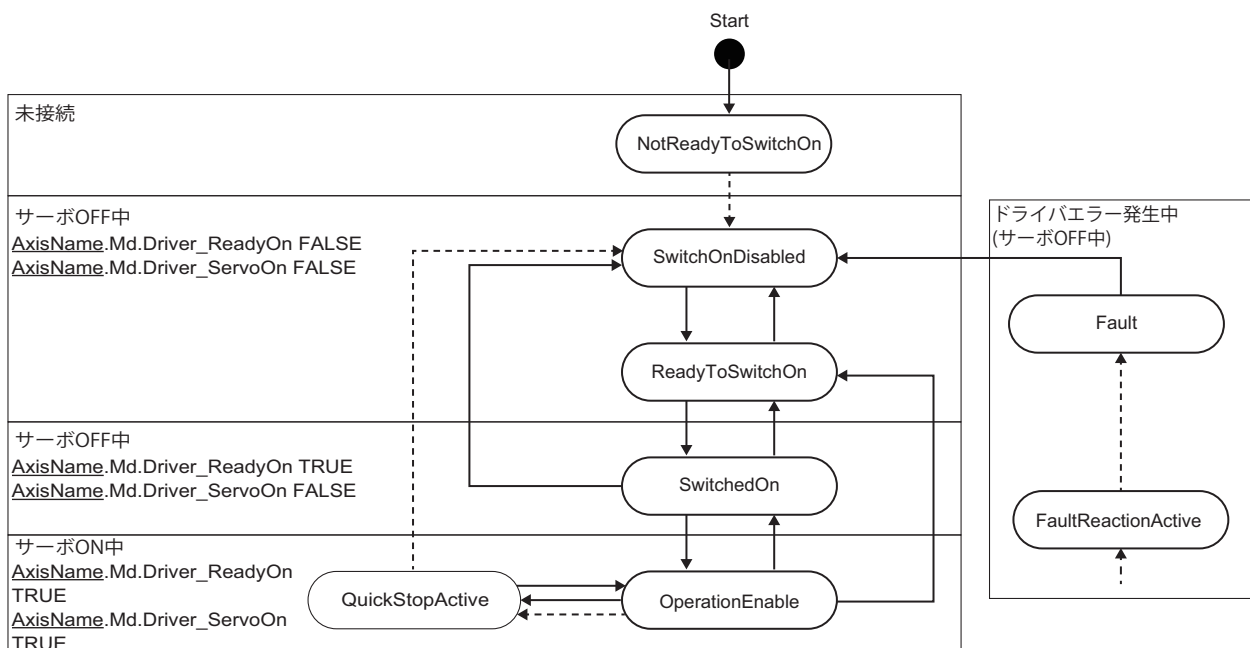 Start
未接続
NotReadyToSwitchOn
サーボOFF中
AxisName.Md.Driver_ReadyOn FALSE
AxisName.Md.Driver_ServoOn FALSE
SwitchOnDisabled
ReadyToSwitchOn
ドライバエラー発生中
(サーボOFF中)
Fault
FaultReactionActive
サーボOFF中
AxisName.Md.Driver_ReadyOn TRUE
AxisName.Md.Driver_ServoOn FALSE
SwitchedOn
サーボON中
AxisName.Md.Driver_ReadyOn
TRUE
AxisName.Md.Driver_ServoOn
TRUE
QuickStopActive
OperationEnable